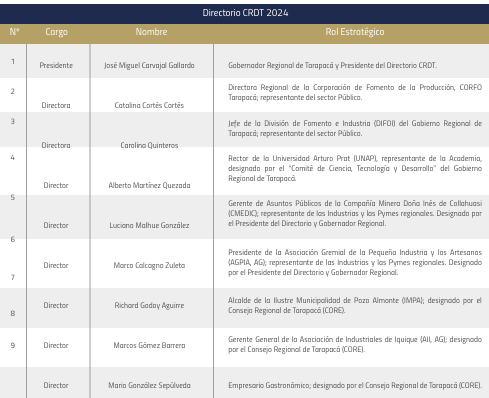 Directorio CRDT 2024
Nº Cargo Nombre Rol Estratégico
1 Presidente José Miguel Carvajal Gallardo Gobernador Regional de Tarapacá y Presidente del Directorio CRDT.
2 Directora Catalina Cortés Cortés
Directora Regional de la Corporación de Fomento de la Producción, CORFO
Tarapacá; representante del sector Público.
3 Directora Carolina Quinteros
Jefe de la División de Fomento e Industria (DIFOI) del Gobierno Regional de
Tarapacá; representante del sector Público.
4 Director Alberto Martínez Quezada
Rector de la Universidad Arturo Prat (UNAP), representante de la Academia,
designado por el "Comité de Ciencia, Tecnología y Desarrollo" del Gobierno
Regional de Tarapacá.
5 Director Luciano Malhue González
Gerente de Asuntos Públicos de la Compañía Minera Doña Inés de Collahuasi
(CMEDIC); representante de las Industrias y las Pymes regionales. Designado por
el Presidente del Directorio y Gobernador Regional.
6 Director Marco Calcagno Zuleta
Presidente de la Asociación Gremial de la Pequeña Industria y los Artesanos
(AGPIA, AG); representante de las Industrias y las Pymes regionales. Designado
por el Presidente del Directorio y Gobernador Regional.
7 Director Richard Godoy Aguirre
Alcalde de la Ilustre Municipalidad de Pozo Almonte (IMPA); designado por el
Consejo Regional de Tarapacá (CORE).
8 Director Marcos Gómez Barrera
Gerente General de la Asociación de Industriales de Iquique (AII, AG); designado
por el Consejo Regional de Tarapacá (CORE).
9 Director Mario González Sepúlveda Empresario Gastronómico; designado por el Consejo Regional de Tarapacá (CORE).